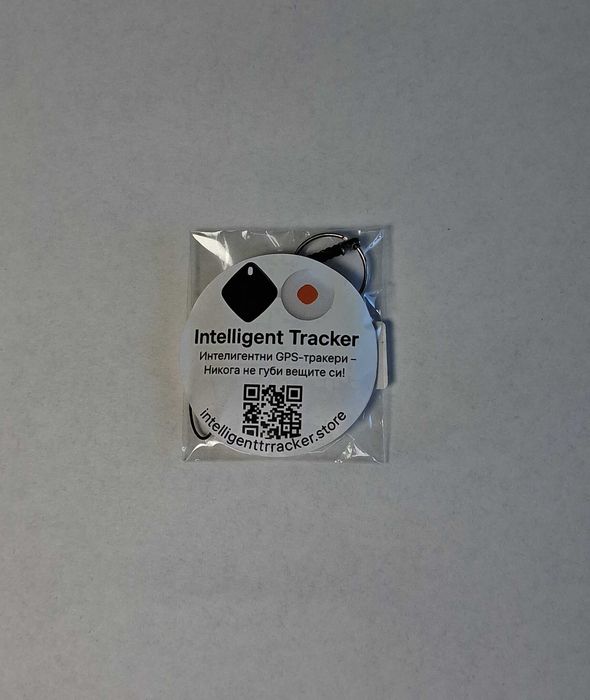 Intelligent Tracker
Интелигентни GPS-тракери –
Никога не губи вещите си!
intelligenttrracker.store